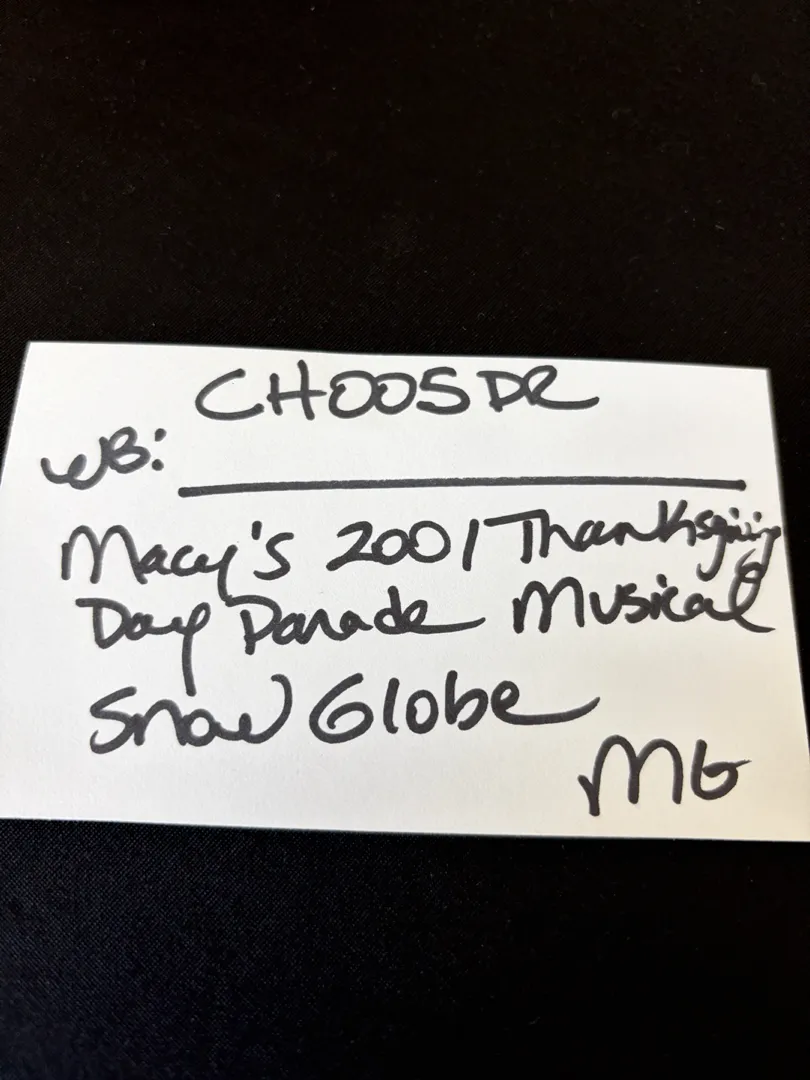 CHOOSDR
WB:
Macy's 2001 Thanksgiving
Day Parade Musical
Snow Globe
MG